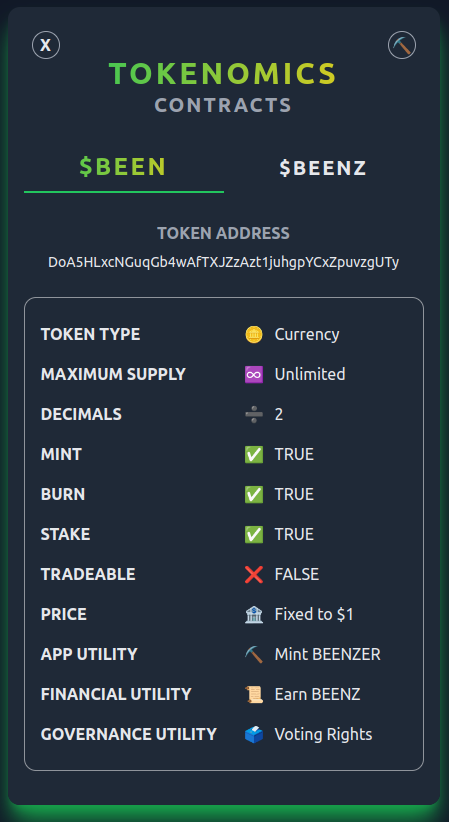 X
TOKENOMICS
CONTRACTS
$BEEN $BEENZ
TOKEN ADDRESS
DoA5HLxcNGuqGb4wAfTXJZzAzt1juhgpYCxZpuvzgUTy
TOKEN TYPE 🪙 Currency
MAXIMUM SUPPLY ♾️ Unlimited
DECIMALS ➗ 2
MINT ✅ TRUE
BURN ✅ TRUE
STAKE ✅ TRUE
TRADEABLE ❌ FALSE
PRICE 🏦 Fixed to $1
APP UTILITY ⛏️ Mint BEENZER
FINANCIAL UTILITY 📜 Earn BEENZ
GOVERNANCE UTILITY 🗳️ Voting Rights